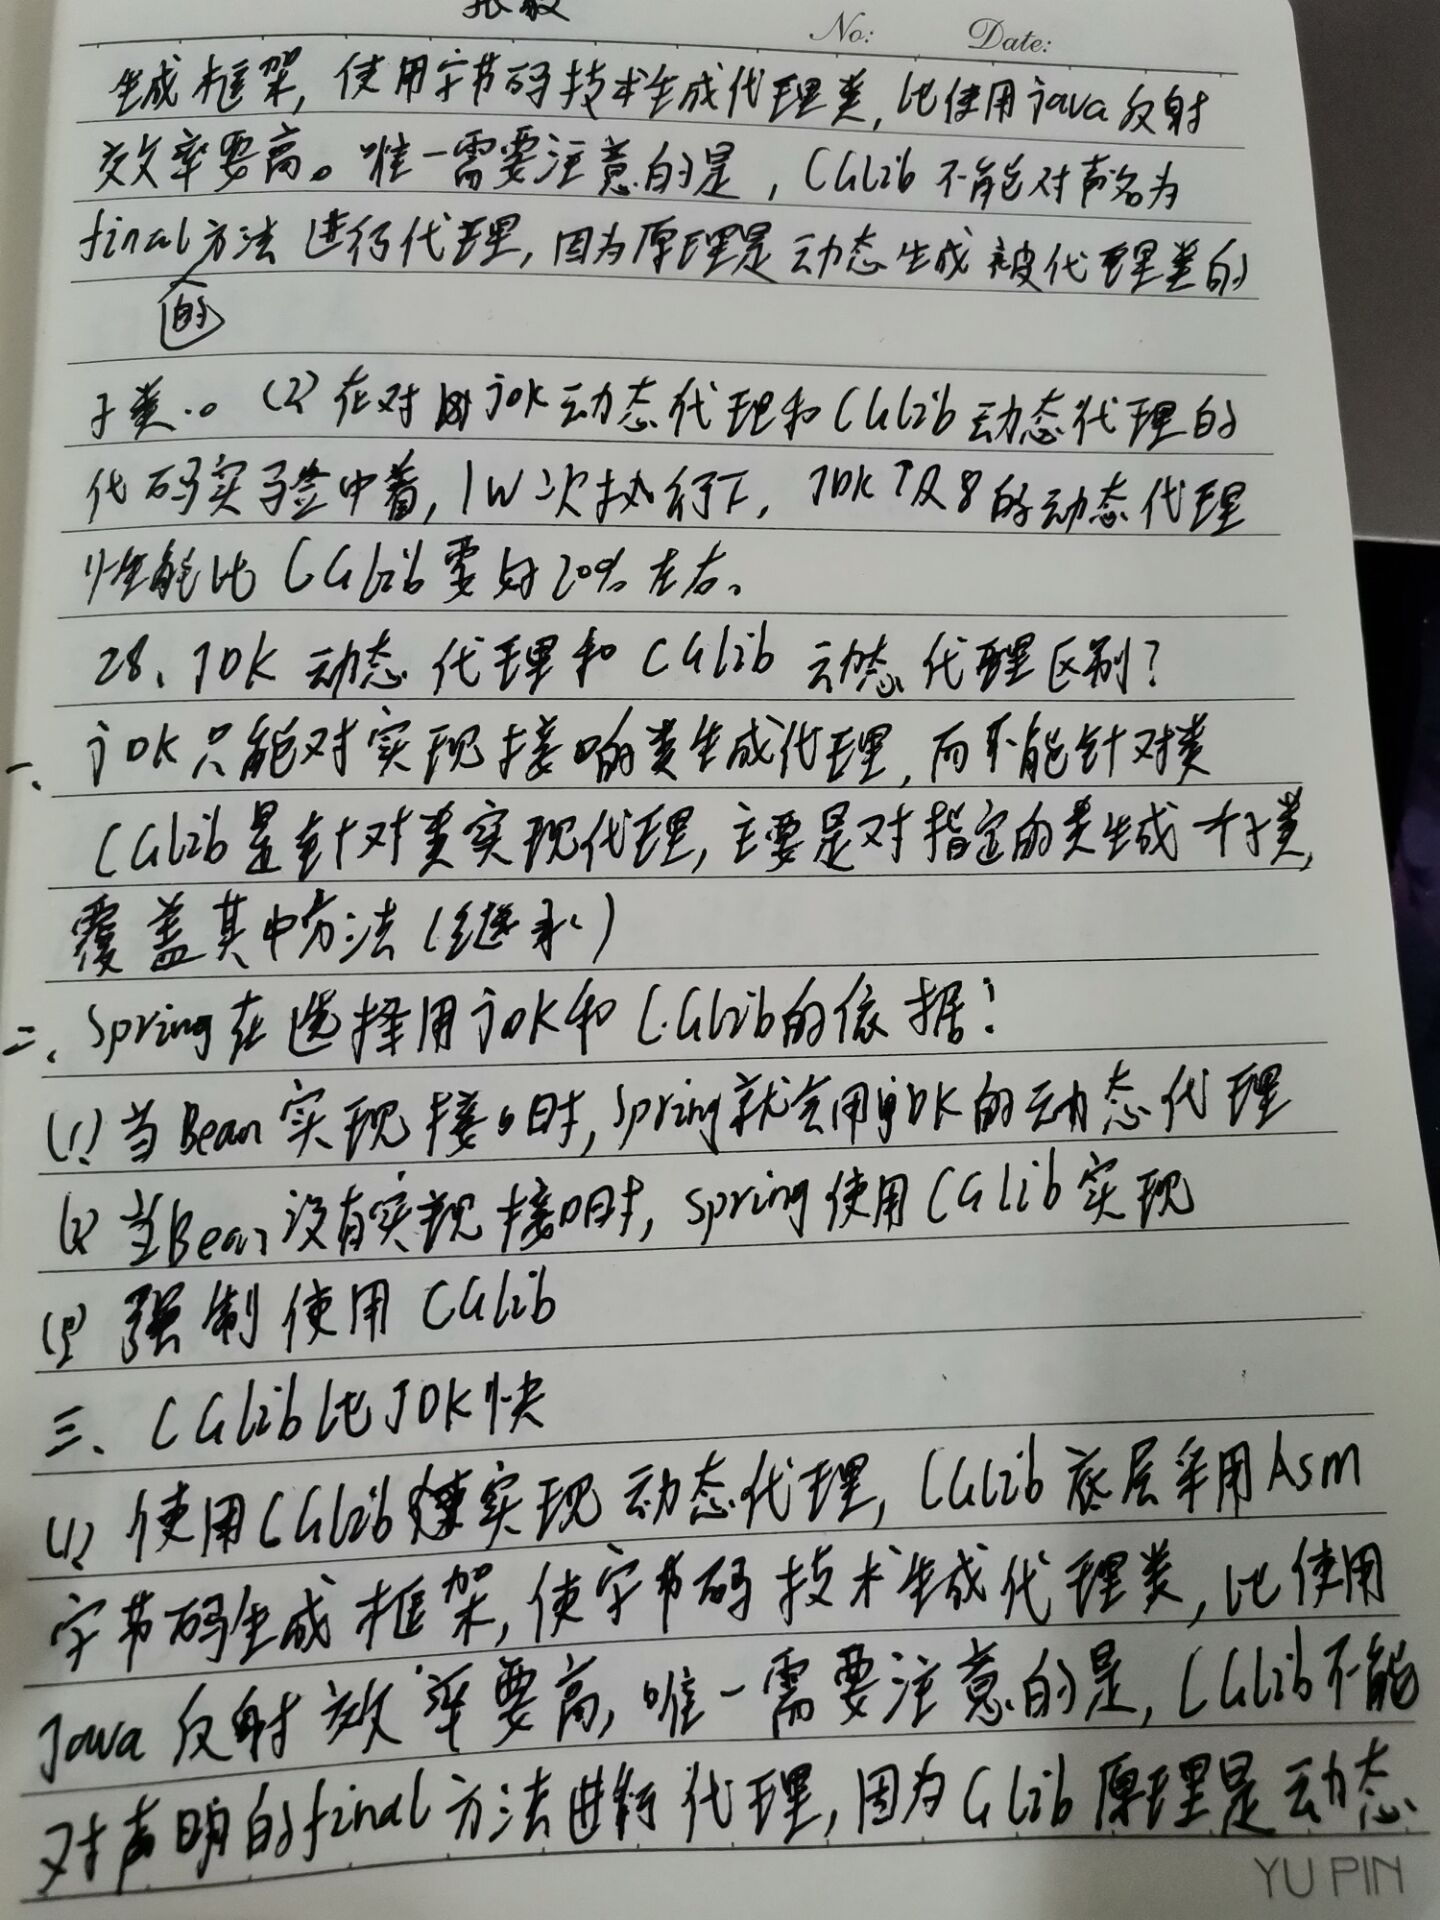 No: Date:
生成框架，使用字节码技术生成代理类，比使用java反射
效率要高。唯一需要注意的是，CGLib不能对声名为
final方法进行代理，因为原理是动态生成被代理类的
的
子类。(2)在对jDK动态代理和CGlib动态代理的
代码实验中看，1W次执行下，JDK7及8的动态代理
性能比CGlib要好20%左右。
28、JDK动态代理和CGlib动态代理区别？
一、jDK只能对实现接口的类生成代理，而不能针对类
CGlib是针对类实现代理，主要是对指定的类生成一个子类，
覆盖其中方法（继承）
二、Spring在选择用jDK和CGlib的依据：
(1)当Bean实现接口时，Spring就会用jDK的动态代理
(2)当Bean没有实现接口时，spring使用CGlib实现
强制使用CGlib
三、CGlib比JDK快
(1)使用CGlib实现动态代理，CGlib底层采用Asm
字节码生成框架，使字节码技术生成代理类，比使用
Java反射效率要高，唯一需要注意的是，CGlib不能
对声明的final方法进行代理，因为Glib原理是动态
YU PIN